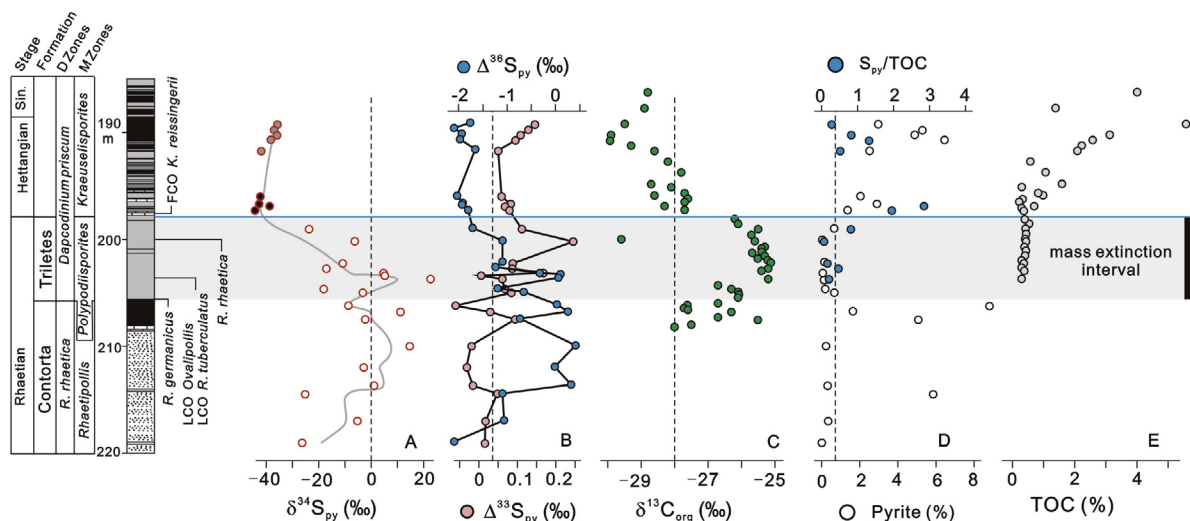 Stage
Formation
D Zones
M Zones
Sin.
Hettangian
Rhaetian
Triletes
Contorta
Dapcodinium priscum
R. rhaetica
Kraeuselisporites
Polypodisporites
Rhaetipollis
190
m
200
210
220
FCO K. reissingerii
R. rhaetica
R. germanicus
LCO Ovalipollis
LCO R. tuberculatus
−40 −20 0 20
δ34Spy (‰)
A
Δ36Spy (‰)
−2 −1 0
0 0.1 0.2
Δ33Spy (‰)
B
−29 −27 −25
δ13Corg (‰)
C
Spy/TOC
0 1 2 3 4
0 2 4 6 8
Pyrite (%)
D
mass extinction
interval
E
0 2 4
TOC (%)